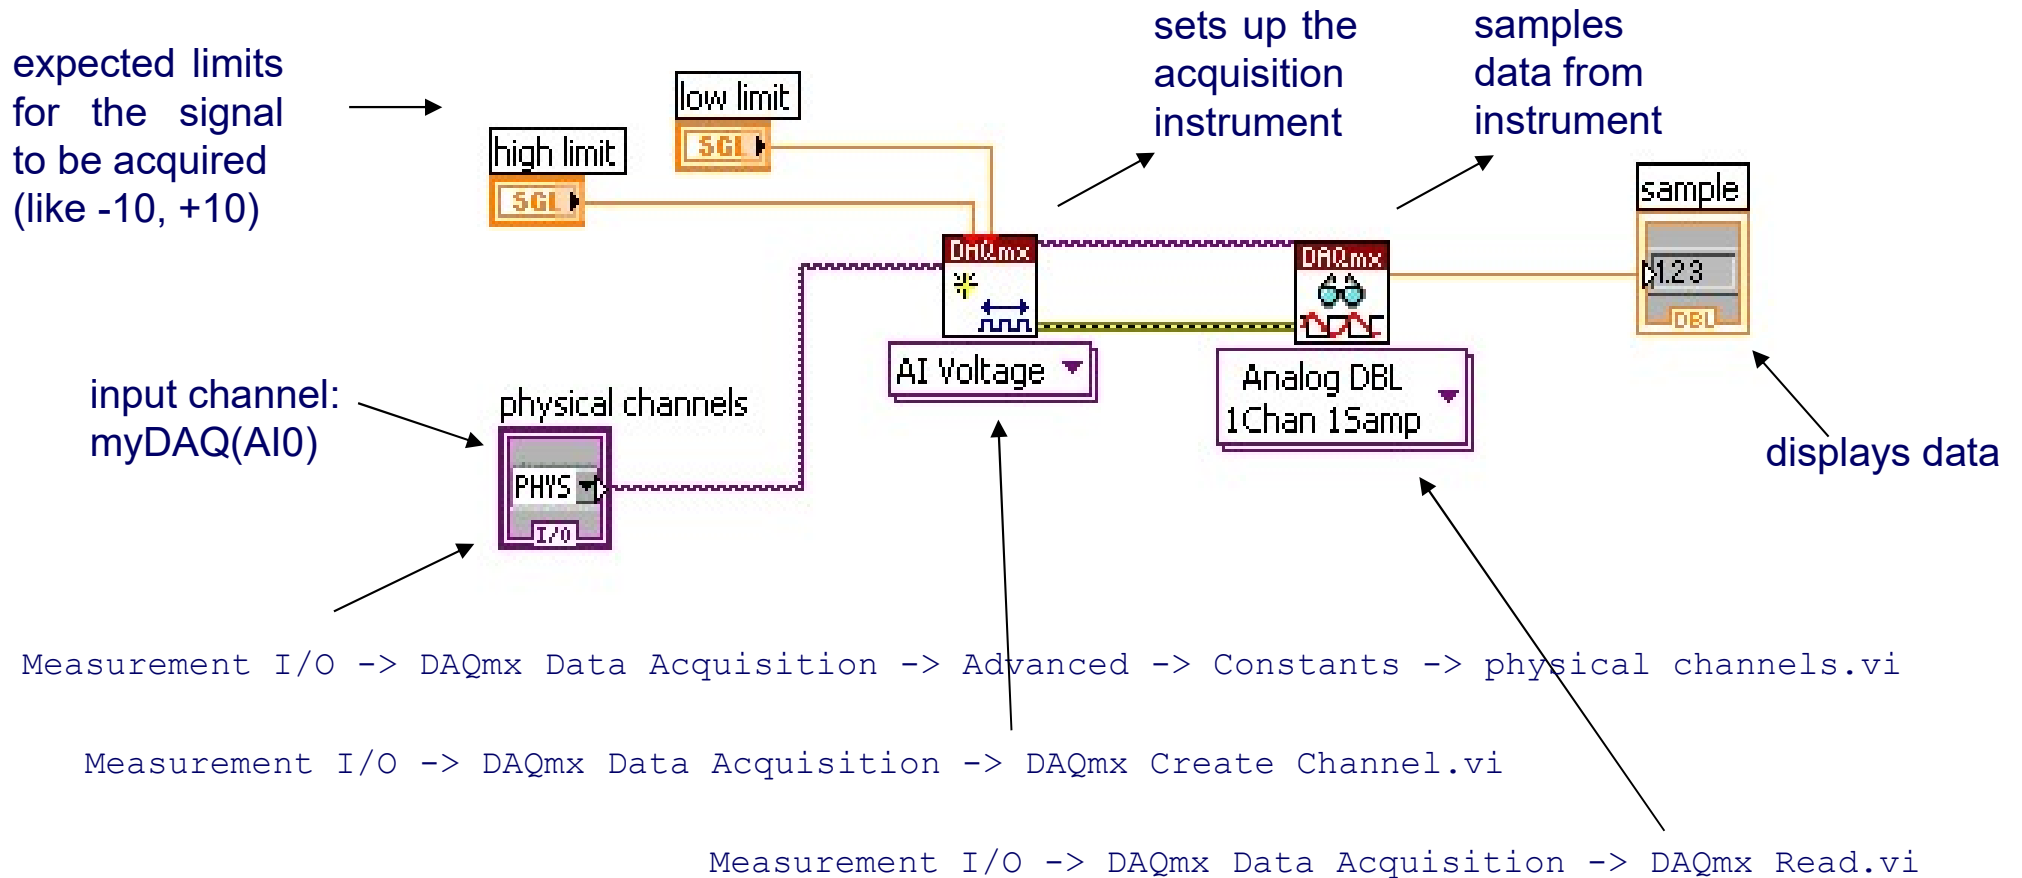 expected limits
for the signal
to be acquired
(like -10, +10)
low limit
SGL
high limit
SGL
sets up the
acquisition
instrument
samples
data from
instrument
sample
1.23
DBL
DAQmx
DAQmx
AI Voltage
Analog DBL
1Chan 1Samp
input channel:
myDAQ(AI0)
physical channels
PHYS
I/O
displays data
Measurement I/O -> DAQmx Data Acquisition -> Advanced -> Constants -> physical channels.vi
Measurement I/O -> DAQmx Data Acquisition -> DAQmx Create Channel.vi
Measurement I/O -> DAQmx Data Acquisition -> DAQmx Read.vi